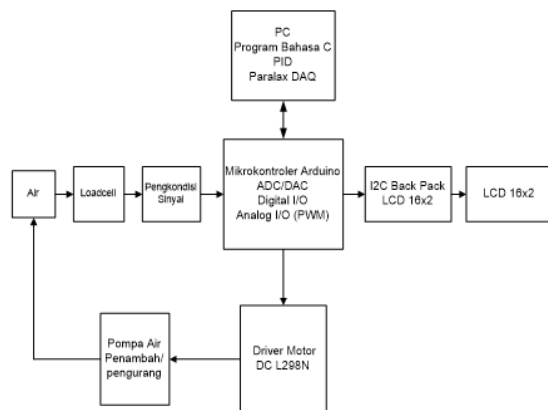 PC
Program Bahasa C
PID
Paralax DAQ
Air
Loadcell
Pengkondisi
Sinyal
Mikrokontroler Arduino
ADC/DAC
Digital I/O
Analog I/O (PWM)
I2C Back Pack
LCD 16x2
LCD 16x2
Pompa Air
Penambah/
pengurang
Driver Motor
DC L298N